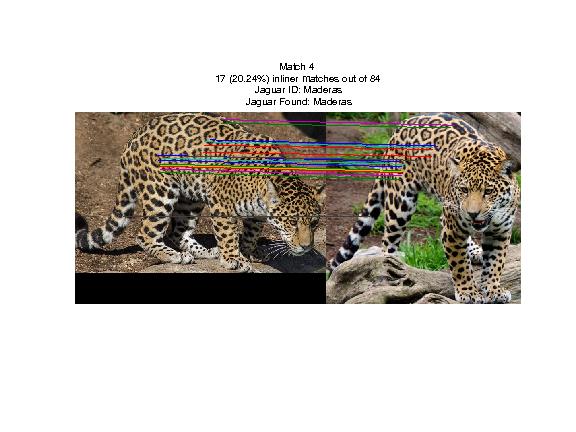 Match 4
17 (20.24%) inliner matches out of 84
Jaguar ID: Maderas
Jaguar Found: Maderas